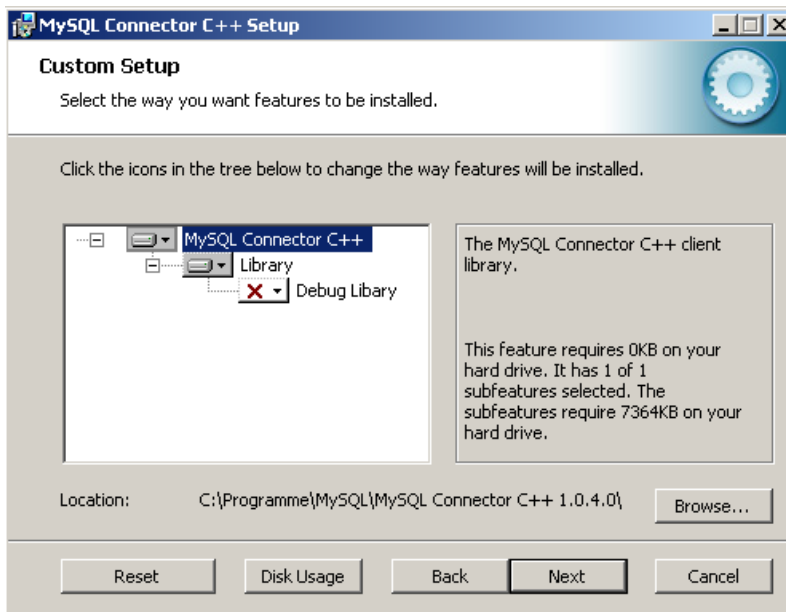 MySQL Connector C++ Setup
Custom Setup
Select the way you want features to be installed.
Click the icons in the tree below to change the way features will be installed.
MySQL Connector C++
Library
Debug Libary
The MySQL Connector C++ client
library.
This feature requires 0KB on your
hard drive. It has 1 of 1
subfeatures selected. The
subfeatures require 7364KB on your
hard drive.
Location: C:\Programme\MySQL\MySQL Connector C++ 1.0.4.0\
Browse...
Reset Disk Usage Back Next Cancel